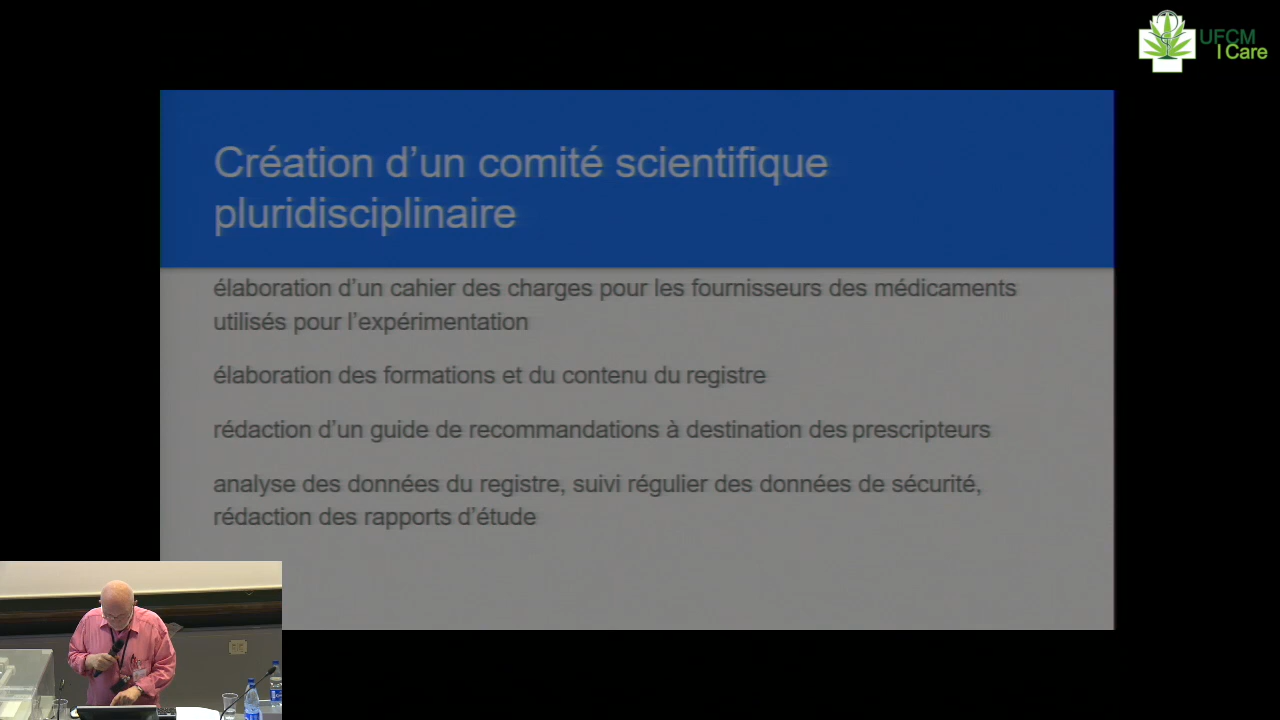 UFCM
I Care
Création d’un comité scientifique
pluridisciplinaire
élaboration d’un cahier des charges pour les fournisseurs des médicaments
utilisés pour l’expérimentation
élaboration des formations et du contenu du registre
rédaction d’un guide de recommandations à destination des prescripteurs
analyse des données du registre, suivi régulier des données de sécurité,
rédaction des rapports d’étude